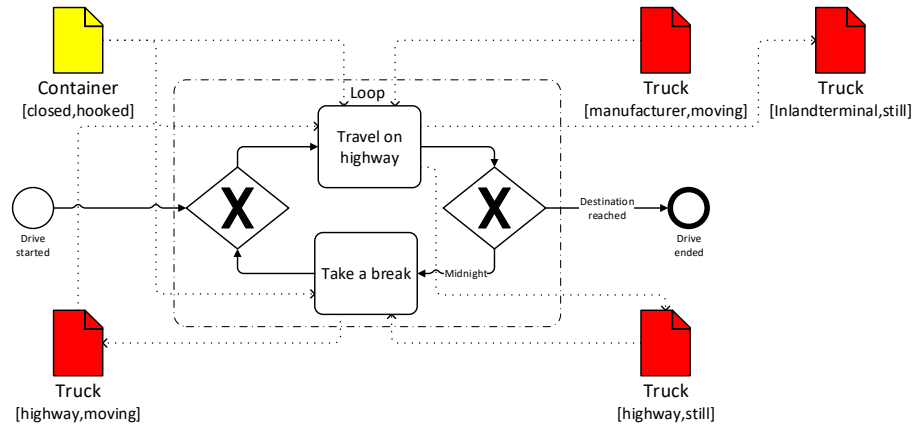 Container
[closed,hooked]
Truck
[manufacturer,moving]
Truck
[Inlandterminal,still]
Loop
Travel on
highway
X
X
Drive
started
Destination
reached
Drive
ended
Take a break
Midnight
Truck
[highway,moving]
Truck
[highway,still]